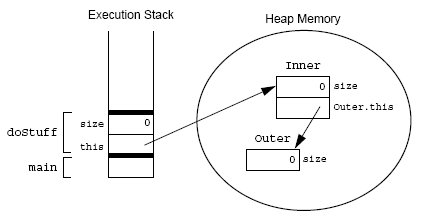 Execution Stack
Heap Memory
Inner
0 size
Outer.this
doStuff
size 0
this
main
Outer
0 size